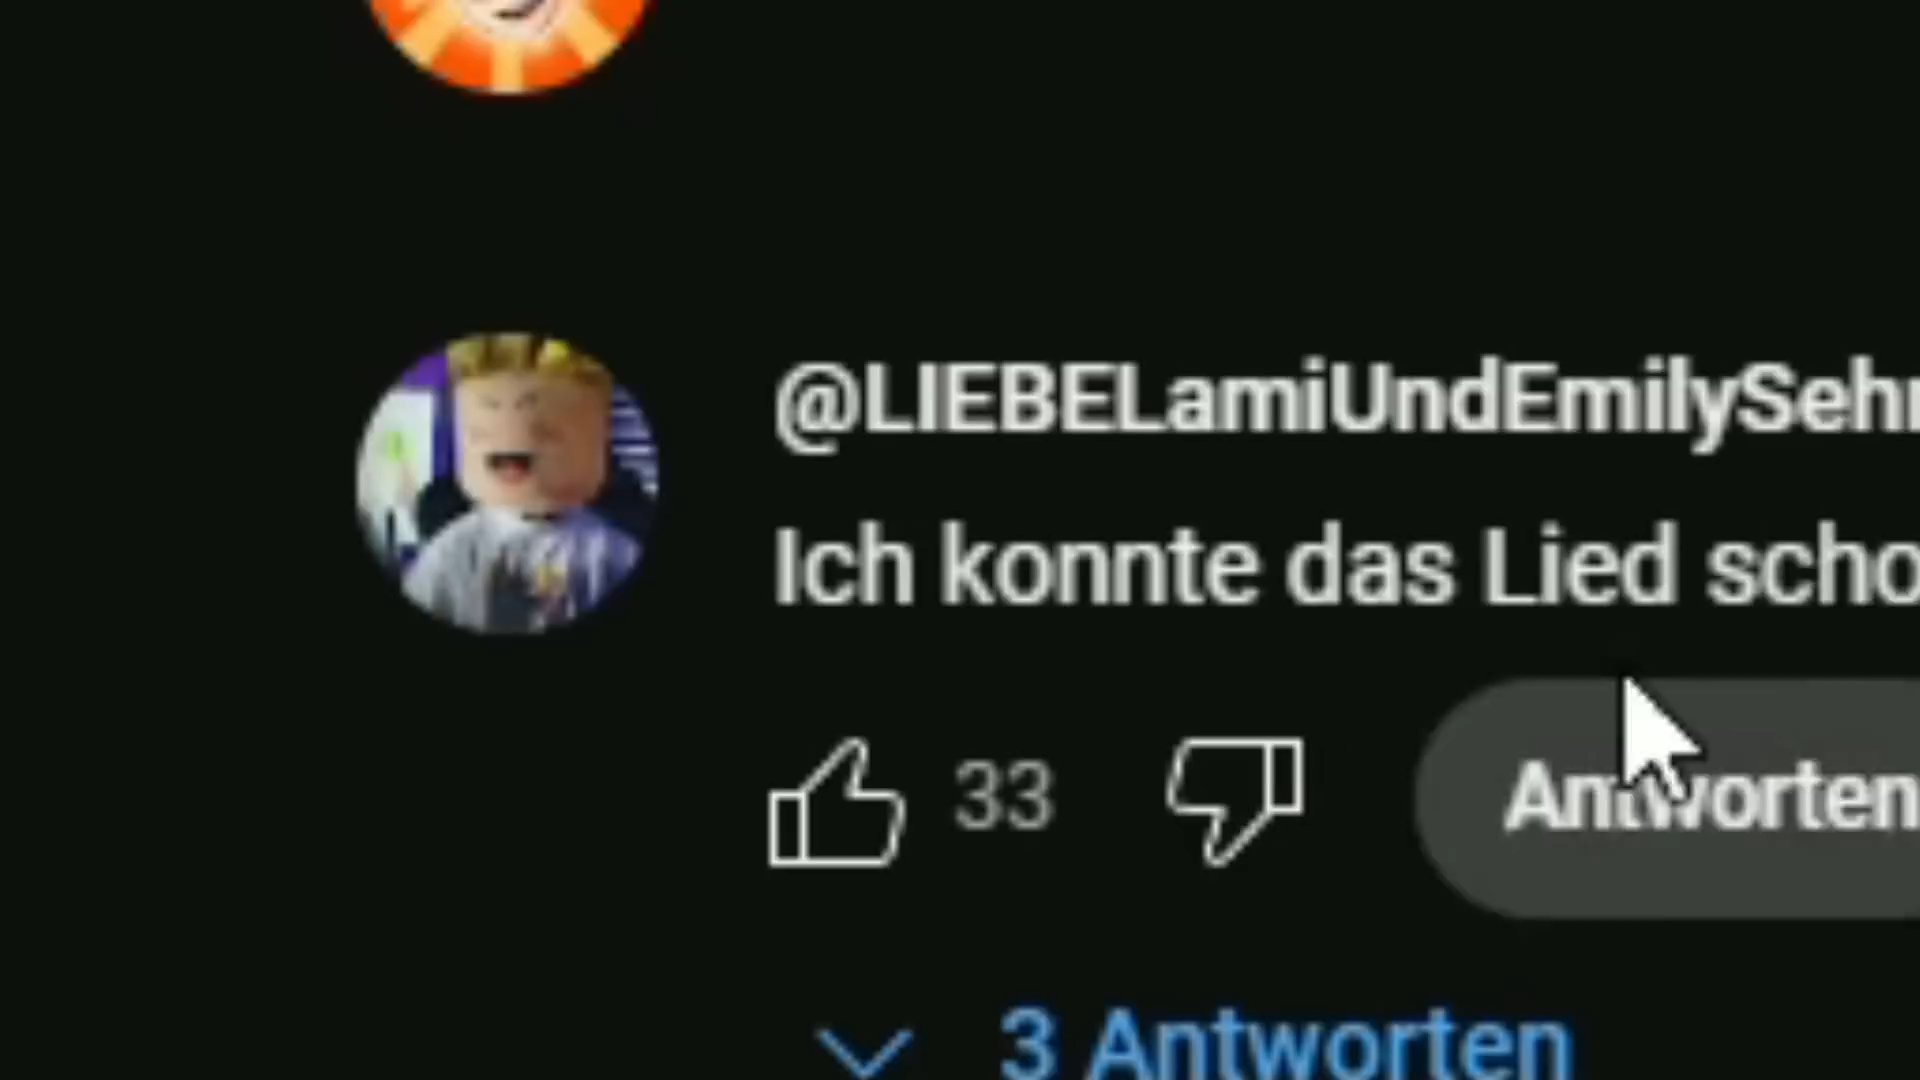 @LIEBELamiUndEmilySehr
Ich konnte das Lied scho
33
Antworten
3 Antworten